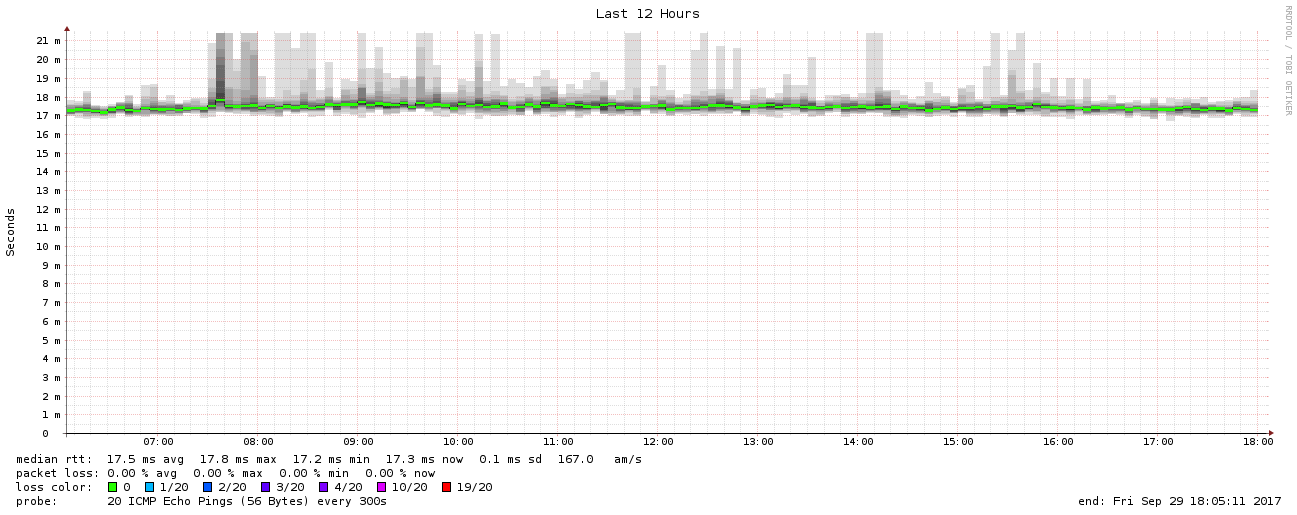 Last 12 Hours
RRDTOOL / TOBI OETIKER
Seconds
21 m
20 m
19 m
18 m
17 m
16 m
15 m
14 m
13 m
12 m
11 m
10 m
9 m
8 m
7 m
6 m
5 m
4 m
3 m
2 m
1 m
0
07:00 08:00 09:00 10:00 11:00 12:00 13:00 14:00 15:00 16:00 17:00 18:00
median rtt: 17.5 ms avg 17.8 ms max 17.2 ms min 17.3 ms now 0.1 ms sd 167.0 am/s
packet loss: 0.00 % avg 0.00 % max 0.00 % min 0.00 % now
loss color: 0 1/20 2/20 3/20 4/20 10/20 19/20
probe: 20 ICMP Echo Pings (56 Bytes) every 300s end: Fri Sep 29 18:05:11 2017